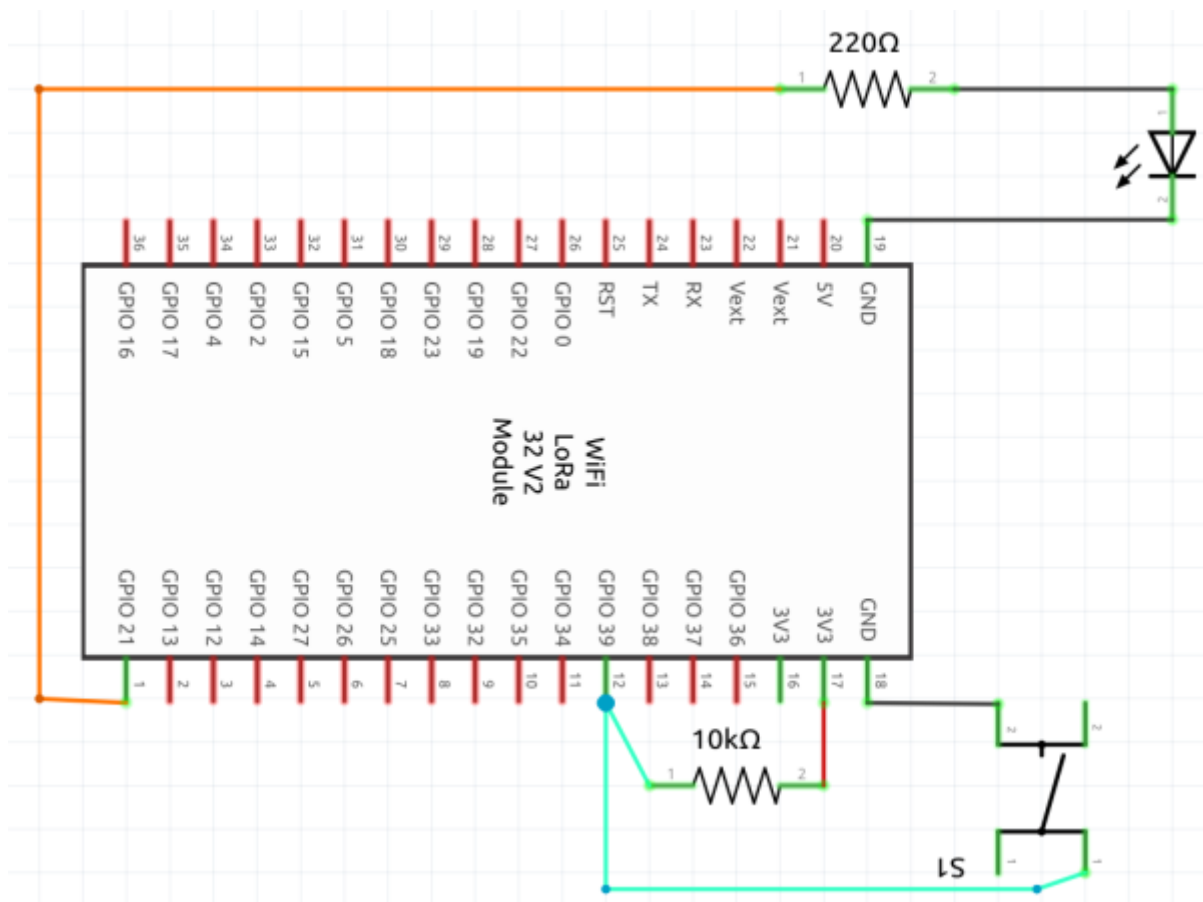 220Ω
1
2
1
2
36
35
34
33
32
31
30
29
28
27
26
25
24
23
22
21
20
19
GPIO 16
GPIO 17
GPIO 4
GPIO 2
GPIO 15
GPIO 5
GPIO 18
GPIO 23
GPIO 19
GPIO 22
GPIO 0
RST
TX
RX
Vext
Vext
5V
GND
WiFi
LoRa
32 V2
Module
GPIO 21
GPIO 13
GPIO 12
GPIO 14
GPIO 27
GPIO 26
GPIO 25
GPIO 33
GPIO 32
GPIO 35
GPIO 34
GPIO 39
GPIO 38
GPIO 37
GPIO 36
3V3
3V3
GND
1
2
3
4
5
6
7
8
9
10
11
12
13
14
15
16
17
18
10kΩ
1
2
2
2
S1
1
1